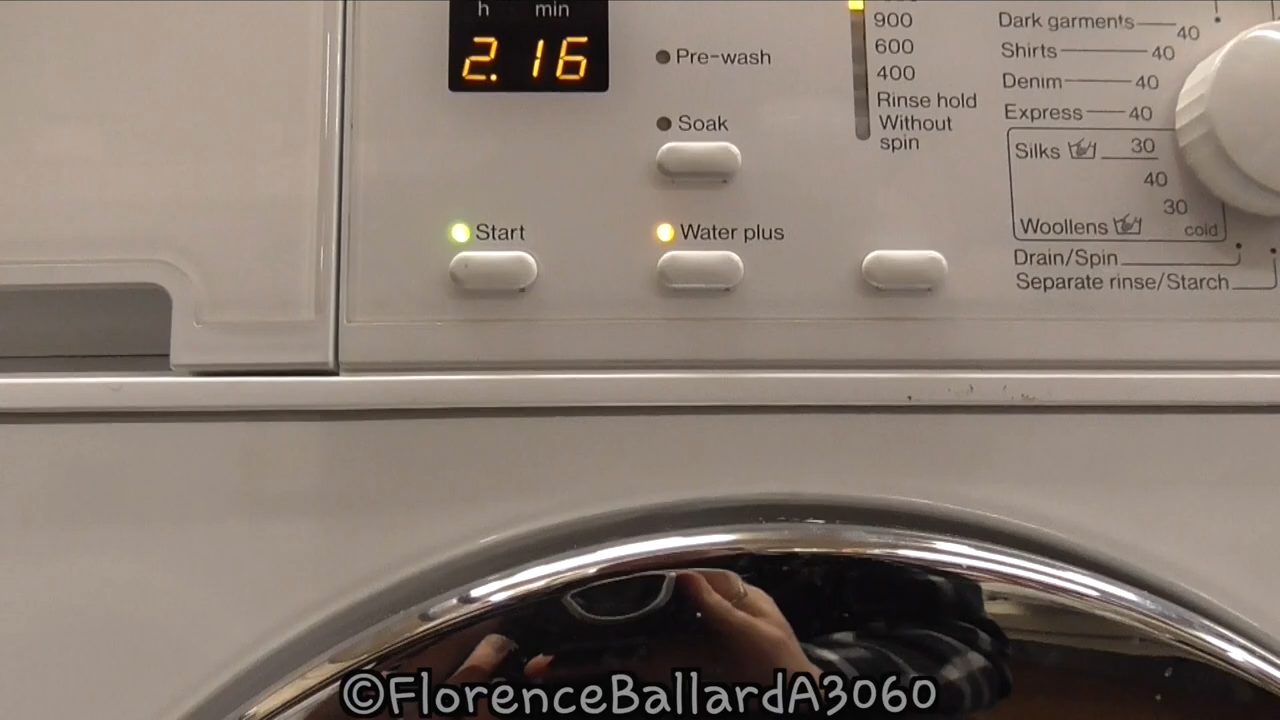 h min
2.16
Pre-wash
Soak
Start
Water plus
900
600
400
Rinse hold
Without
spin
Dark garments 40
Shirts 40
Denim 40
Express 40
Silks 30
40
30
Woollens cold
Drain/Spin
Separate rinse/Starch
©FlorenceBallardA3060